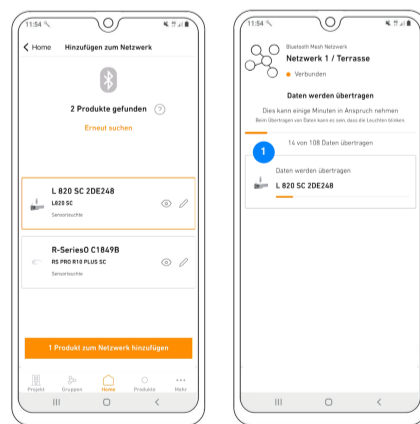 11:54
Home Hinzufügen zum Netzwerk
2 Produkte gefunden ?
Erneut suchen
L 820 SC 2DE248
L820 SC
Sensorleuchte
R-SeriesO C1849B
RS PRO R10 PLUS SC
Sensorleuchte
1 Produkt zum Netzwerk hinzufügen
Projekt Gruppen Home Produkte Mehr
11:54
Bluetooth Mesh Netzwerk
Netzwerk 1 / Terrasse
Verbunden
Daten werden übertragen
Dies kann einige Minuten in Anspruch nehmen
Beim Übertragen von Daten kann es sein, dass die Leuchten blinken.
1
14 von 108 Daten übertragen
Daten werden übertragen
L 820 SC 2DE248